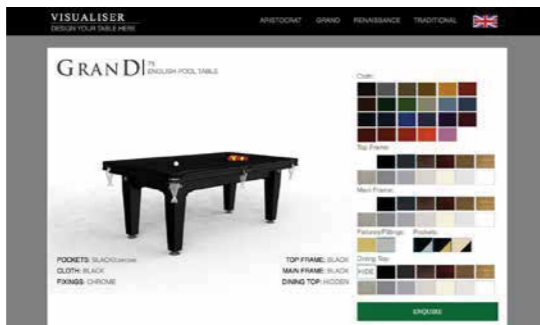 VISUALISER
DESIGN YOUR TABLE HERE
ARISTOCRAT GRAND RENAISSANCE TRADITIONAL
GRAND
ENGLISH POOL TABLE
Cloth:
Top Frame:
Main Frame:
Fixtures/Fittings: Pockets:
Dining Top:
HIDE
POCKETS: BLACK/chrome
CLOTH: BLACK
FIXINGS: CHROME
TOP-FRAME: BLACK
MAIN-FRAME: BLACK
DINING TOP: HIDDEN
ENQUIRE